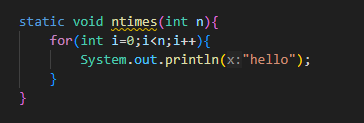 static void ntimes(int n){
for(int i=0;i<n;i++){
System.out.println(x:"hello");
}
}